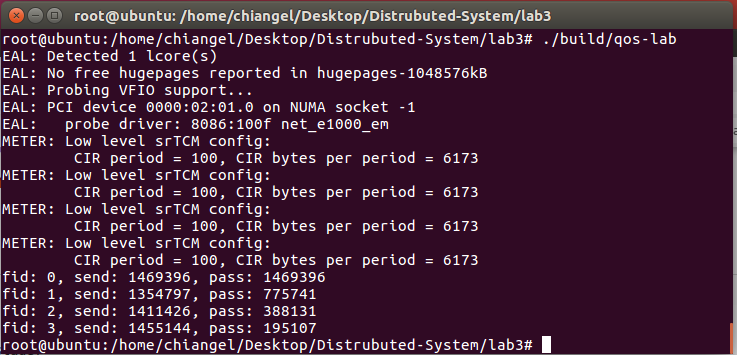 root@ubuntu: /home/chiangel/Desktop/Distrubuted-System/lab3
root@ubuntu:/home/chiangel/Desktop/Distrubuted-System/lab3# ./build/qos-lab
EAL: Detected 1 lcore(s)
EAL: No free hugepages reported in hugepages-1048576kB
EAL: Probing VFIO support...
EAL: PCI device 0000:02:01.0 on NUMA socket -1
EAL:   probe driver: 8086:100f net_e1000_em
METER: Low level srTCM config:
        CIR period = 100, CIR bytes per period = 6173
METER: Low level srTCM config:
        CIR period = 100, CIR bytes per period = 6173
METER: Low level srTCM config:
        CIR period = 100, CIR bytes per period = 6173
METER: Low level srTCM config:
        CIR period = 100, CIR bytes per period = 6173
fid: 0, send: 1469396, pass: 1469396
fid: 1, send: 1354797, pass: 775741
fid: 2, send: 1411426, pass: 388131
fid: 3, send: 1455144, pass: 195107
root@ubuntu:/home/chiangel/Desktop/Distrubuted-System/lab3#